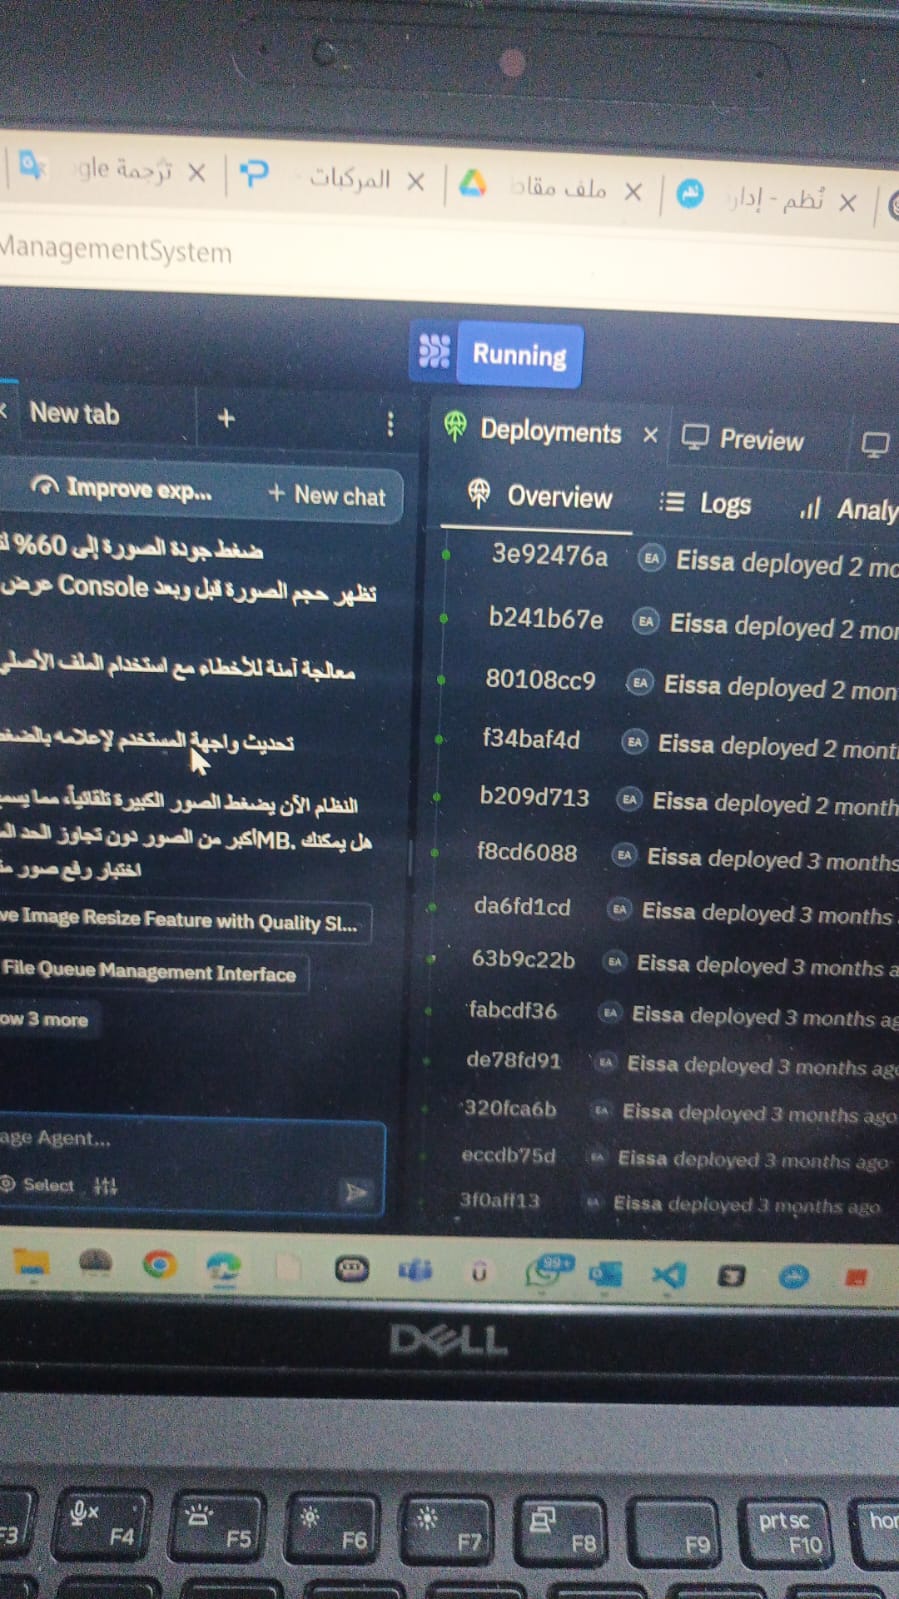 gle ترجمة
المركبات
ملف مقا
نُظم - إدار
ManagementSystem
Running
New tab
+
Deployments
Preview
Improve exp...
+ New chat
Overview
Logs
Analy
ضغط جودة الصورة إلى 60%
عرض Console تظهر حجم الصورة قبل وبعد
معالجة آمنة للأخطاء مع استخدام الملف الأصلي
تحديث واجهة المستخدم لإعلامه بالضغ
النظام الآن يضغط الصور الكبيرة تلقائياً، مما يس
أكبر من الصور دون تجاوز الحد MB. هل يمكنك
اختبار رفع صور
ve Image Resize Feature with Quality Sl...
File Queue Management Interface
ow 3 more
age Agent...
Select
3e92476a EA Eissa deployed 2 mo
b241b67e EA Eissa deployed 2 mon
80108cc9 EA Eissa deployed 2 mon
f34baf4d EA Eissa deployed 2 mont
b209d713 EA Eissa deployed 2 month
f8cd6088 EA Eissa deployed 3 months
da6fd1cd EA Eissa deployed 3 months
63b9c22b EA Eissa deployed 3 months a
fabcdf36 EA Eissa deployed 3 months ag
de78fd91 EA Eissa deployed 3 months ago
320fca6b EA Eissa deployed 3 months ago
eccdb75d EA Eissa deployed 3 months ago
3f0aff13 EA Eissa deployed 3 months ago
99+
DELL
F3
F4
F5
F6
F7
F8
F9
prt sc
F10
hor